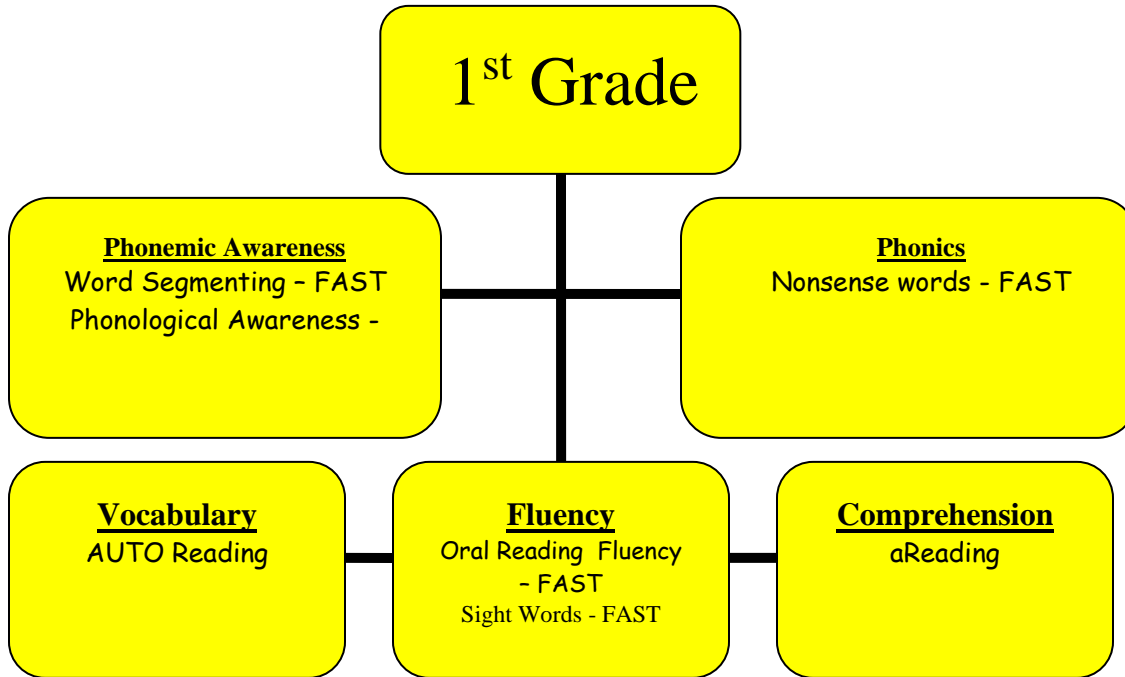 1st Grade
Phonemic Awareness
Word Segmenting – FAST
Phonological Awareness -
Phonics
Nonsense words - FAST
Vocabulary
AUTO Reading
Fluency
Oral Reading Fluency
– FAST
Sight Words - FAST
Comprehension
aReading